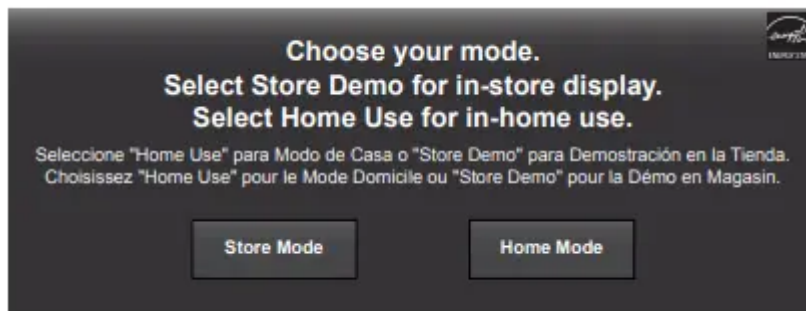 Choose your mode.
Select Store Demo for in-store display.
Select Home Use for in-home use.
Seleccione "Home Use" para Modo de Casa o "Store Demo" para Demostración en la Tienda.
Choisissez "Home Use" pour le Mode Domicile ou "Store Demo" pour la Démo en Magasin.
Store Mode
Home Mode